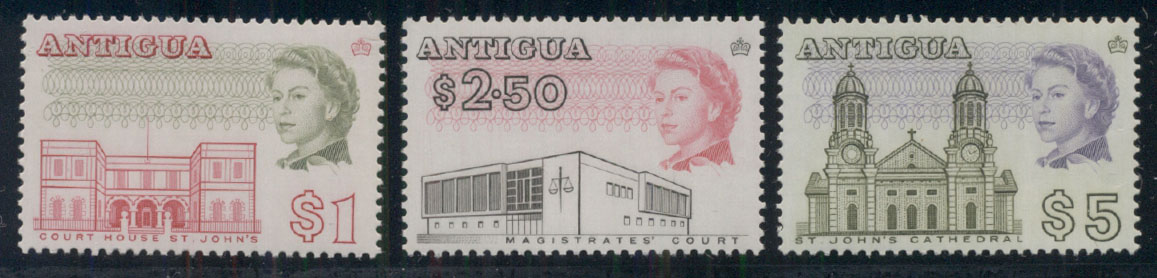 ANTIGUA
$1
COURT HOUSE ST. JOHN'S
ANTIGUA
$2·50
MAGISTRATES' COURT
ANTIGUA
$5
ST. JOHN'S CATHEDRAL